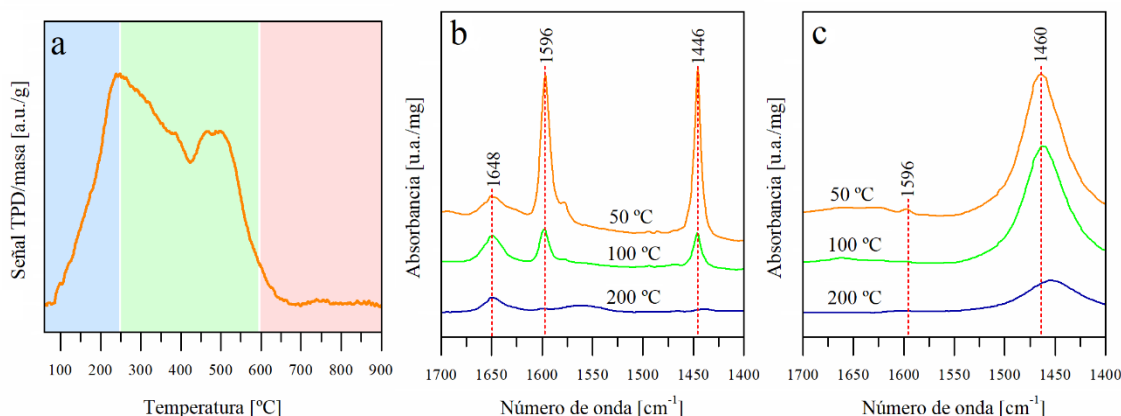 a
Señal TPD/masa [a.u./g]
100 200 300 400 500 600 700 800 900
Temperatura [ºC]
b
Absorbancia [u.a./mg]
1648
1596
1446
50 ºC
100 ºC
200 ºC
1700 1650 1600 1550 1500 1450 1400
Número de onda [cm-1]
c
Absorbancia [u.a./mg]
1596
1460
50 ºC
100 ºC
200 ºC
1700 1650 1600 1550 1500 1450 1400
Número de onda [cm-1]